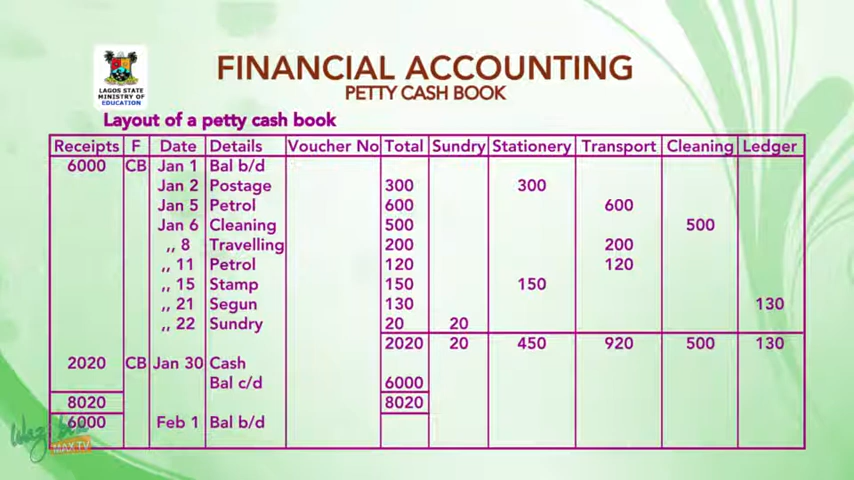 LAGOS STATE
MINISTRY OF
EDUCATION
FINANCIAL ACCOUNTING
PETTY CASH BOOK
Layout of a petty cash book
Receipts F Date Details Voucher No Total Sundry Stationery Transport Cleaning Ledger
6000 CB Jan 1 Bal b/d
Jan 2 Postage 300 300
Jan 5 Petrol 600 600
Jan 6 Cleaning 500 500
,, 8 Travelling 200 200
,, 11 Petrol 120 120
,, 15 Stamp 150 150
,, 21 Segun 130 130
,, 22 Sundry 20 20
2020 20 450 920 500 130
2020 CB Jan 30 Cash
Bal c/d 6000
8020 8020
6000 Feb 1 Bal b/d
MAX TV